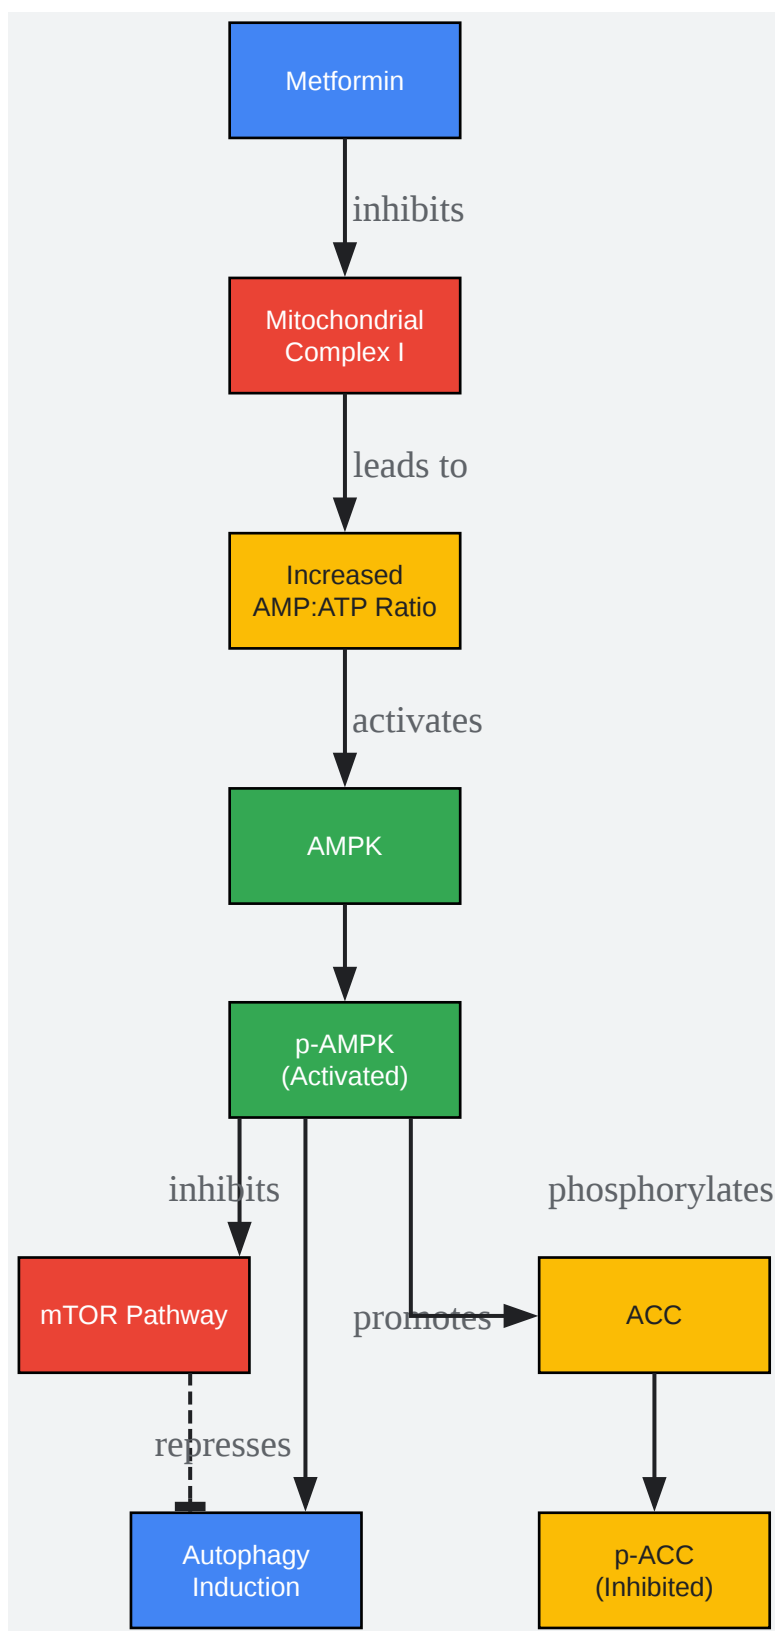 Metformin
inhibits
Mitochondrial
Complex I
leads to
Increased
AMP:ATP Ratio
activates
AMPK
p-AMPK
(Activated)
inhibits
phosphorylates
mTOR Pathway
promotes
ACC
represses
Autophagy
Induction
p-ACC
(Inhibited)